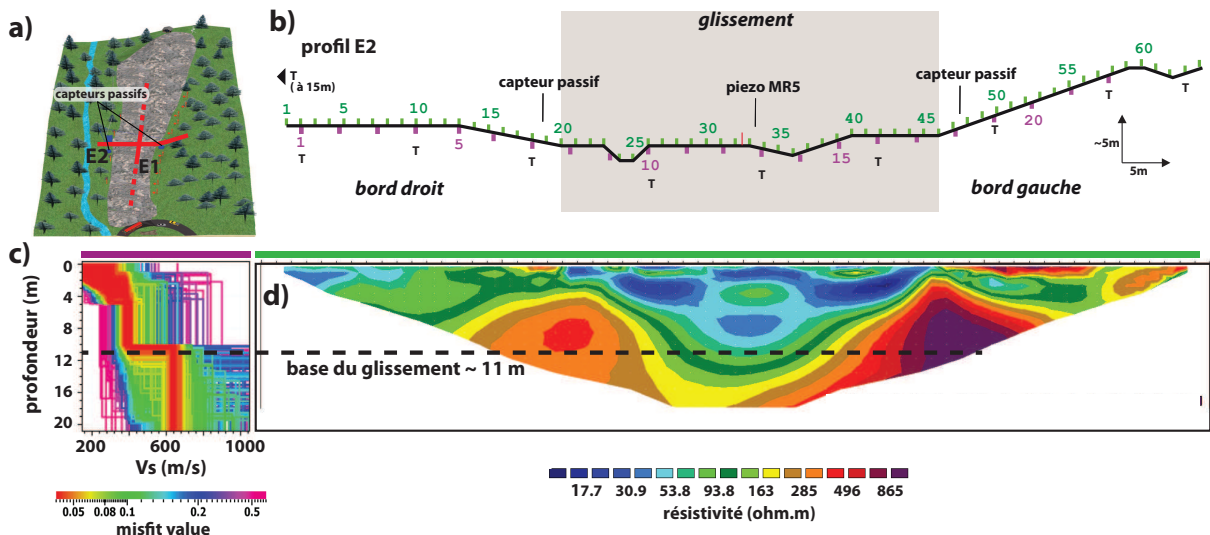 a)
capteurs passifs
E2
E1
b)
glissement
profil E2
T
( à 15m)
capteur passif
piezo MR5
capteur passif
1 5 10 15 20 25 30 35 40 45 50 55 60
1 5 10 15 20
T T T T T T T
bord droit
bord gauche
~5m
5m
c)
profondeur (m)
0
4
8
12
16
20
200 600 1000
Vs (m/s)
0.05 0.08 0.1 0.2 0.5
misfit value
d)
base du glissement ~ 11 m
17.7 30.9 53.8 93.8 163 285 496 865
résistivité (ohm.m)